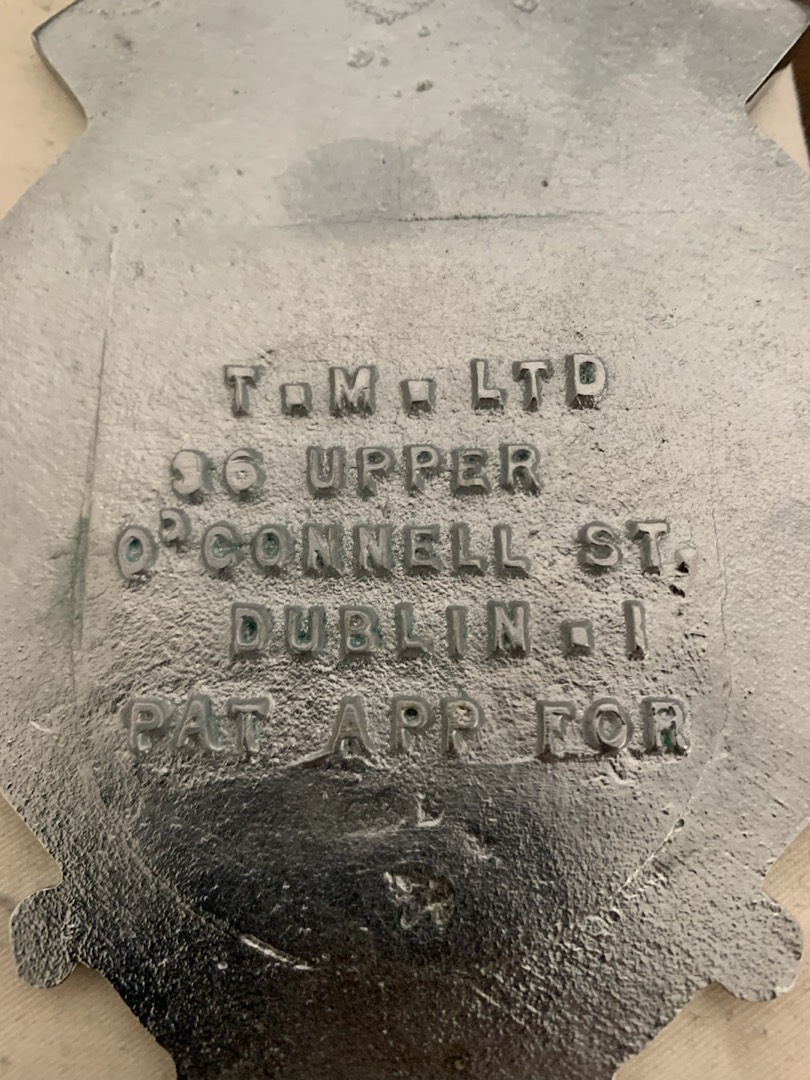 T.M. LTD
36 UPPER
O'CONNELL ST.
DUBLIN.1
PAT APP FOR